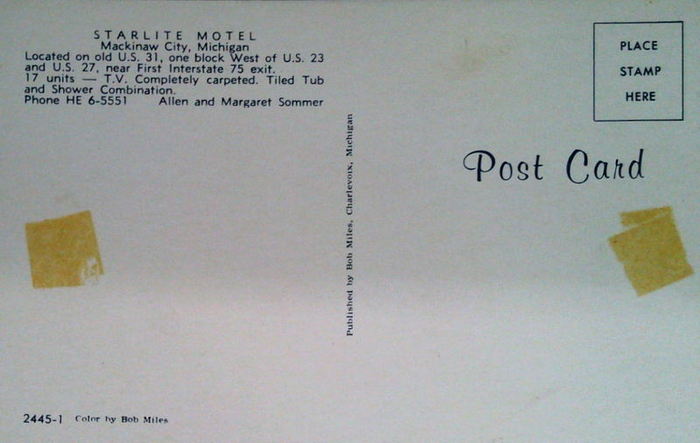 STARLITE MOTEL
Mackinaw City, Michigan
Located on old U.S. 31, one block West of U.S. 23
and U.S. 27, near First Interstate 75 exit.
17 units — T.V. Completely carpeted. Tiled Tub
and Shower Combination.
Phone HE 6-5551 Allen and Margaret Sommer
Published by Bob Miles, Charlevoix, Michigan
PLACE
STAMP
HERE
Post Card
2445-1 Color by Bob Miles